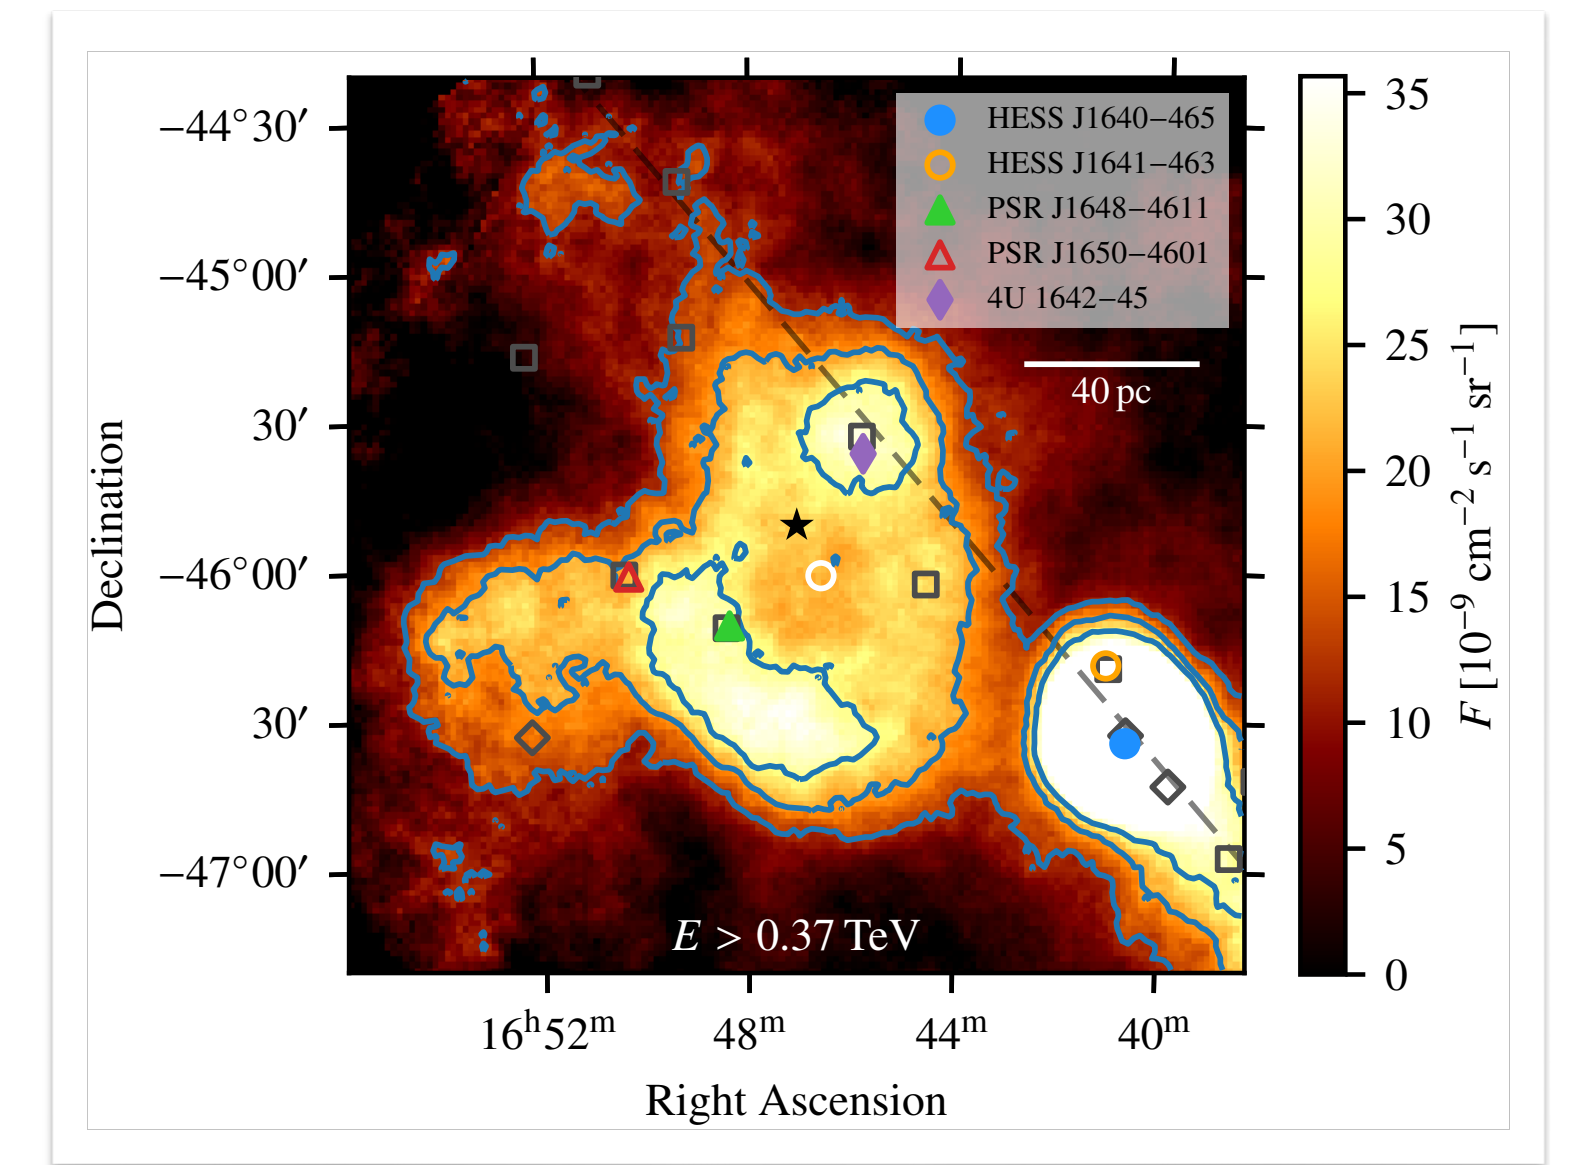 HESS J1640−465
HESS J1641−463
PSR J1648−4611
PSR J1650−4601
4U 1642−45
40 pc
E > 0.37 TeV
−44°30′
−45°00′
30′
−46°00′
30′
−47°00′
Declination
16ʰ52ᵐ
48ᵐ
44ᵐ
40ᵐ
Right Ascension
35
30
25
20
15
10
5
0
F [10⁻⁹ cm⁻² s⁻¹ sr⁻¹]